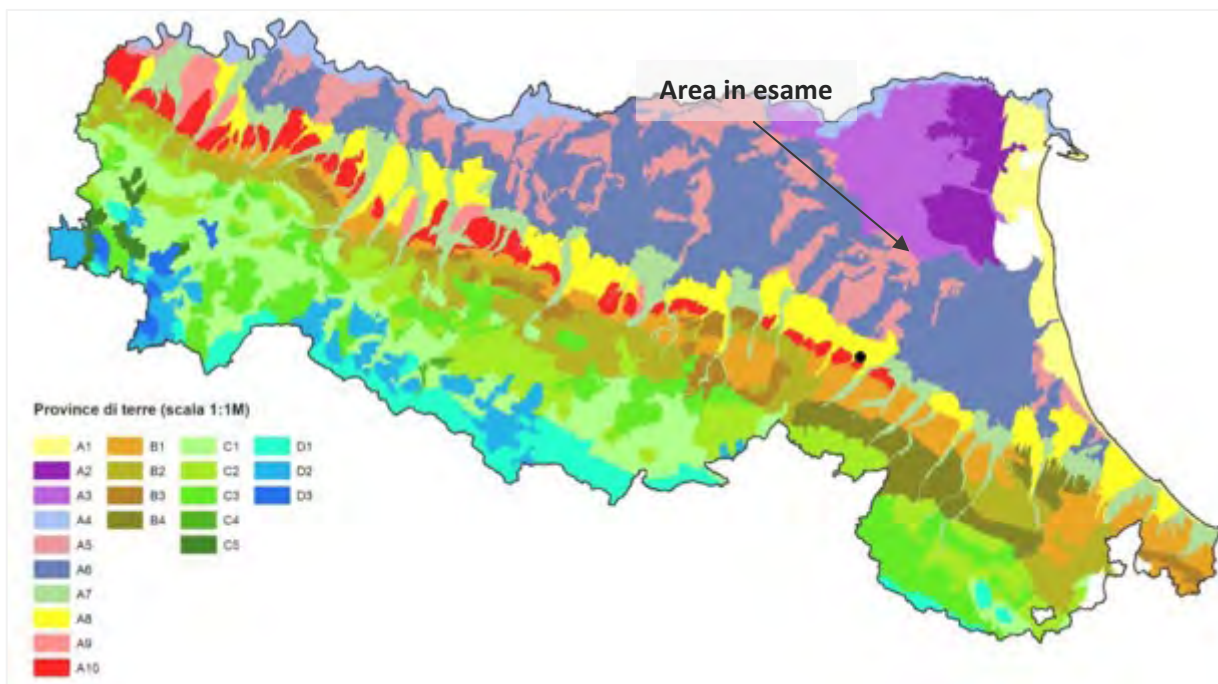 Area in esame
Province di terre (scala 1:1M)
A1 B1 C1 D1
A2 B2 C2 D2
A3 B3 C3 D3
A4 B4 C4
A5 C5
A6
A7
A8
A9
A10